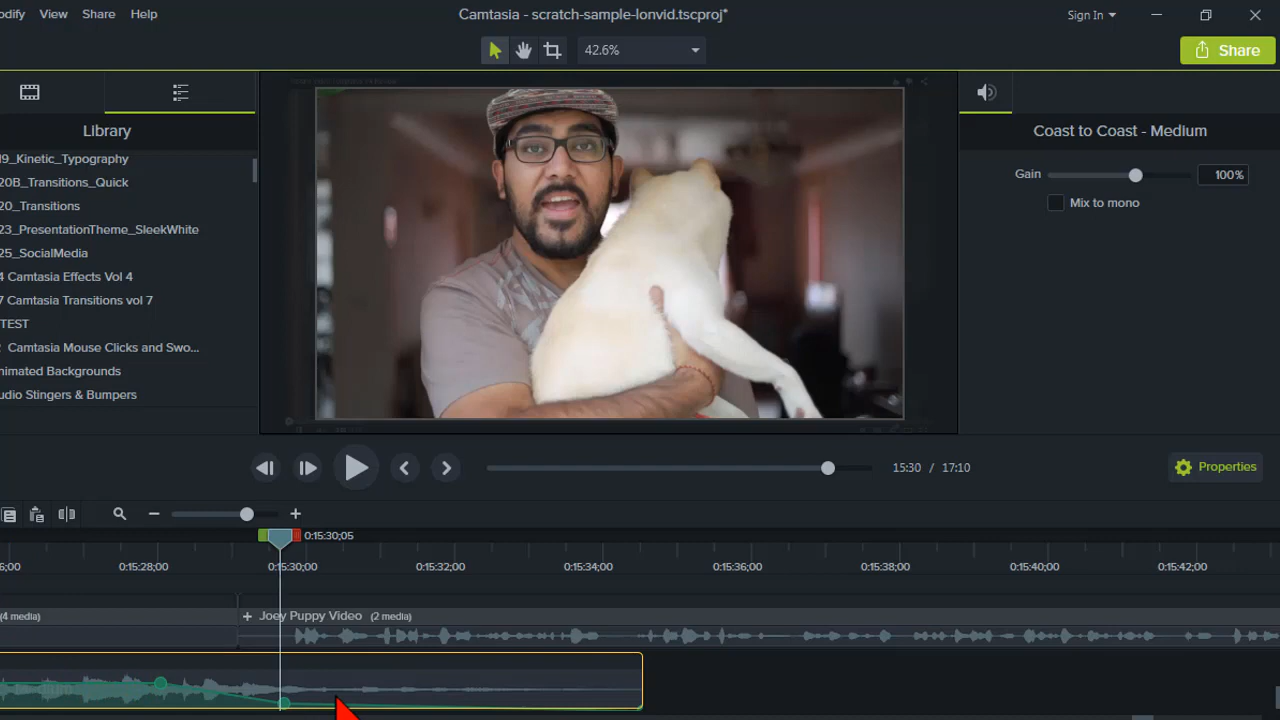 odify View Share Help Camtasia - scratch-sample-lonvid.tscproj* Sign In
42.6% Share
Library
19_Kinetic_Typography
20B_Transitions_Quick
20_Transitions
23_PresentationTheme_SleekWhite
25_SocialMedia
4 Camtasia Effects Vol 4
7 Camtasia Transitions vol 7
TEST
Camtasia Mouse Clicks and Swo...
nimated Backgrounds
udio Stingers & Bumpers
Coast to Coast - Medium
Gain 100%
Mix to mono
15:30 / 17:10
Properties
0:15:30;05
6;00 0:15:28;00 0:15:30;00 0:15:32;00 0:15:34;00 0:15:36;00 0:15:38;00 0:15:40;00 0:15:42;00
(4 media) + Joey Puppy Video (2 media)